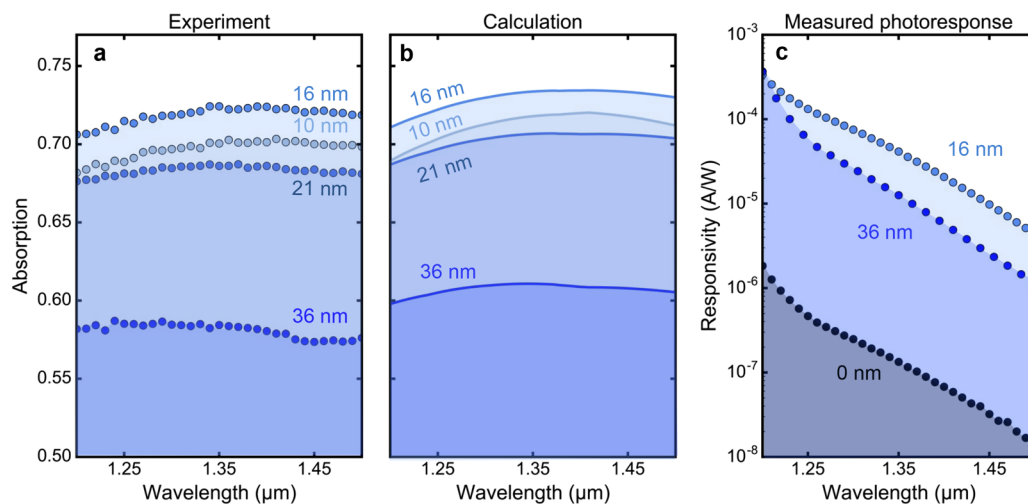 Experiment
a
Absorption
0.75
0.70
0.65
0.60
0.55
0.50
16 nm
10 nm
21 nm
36 nm
1.25
1.35
1.45
Wavelength (μm)
Calculation
b
16 nm
10 nm
21 nm
36 nm
1.25
1.35
1.45
Wavelength (μm)
Measured photoresponse
c
Responsivity (A/W)
10⁻³
10⁻⁴
10⁻⁵
10⁻⁶
10⁻⁷
10⁻⁸
16 nm
36 nm
0 nm
1.25
1.35
1.45
Wavelength (μm)